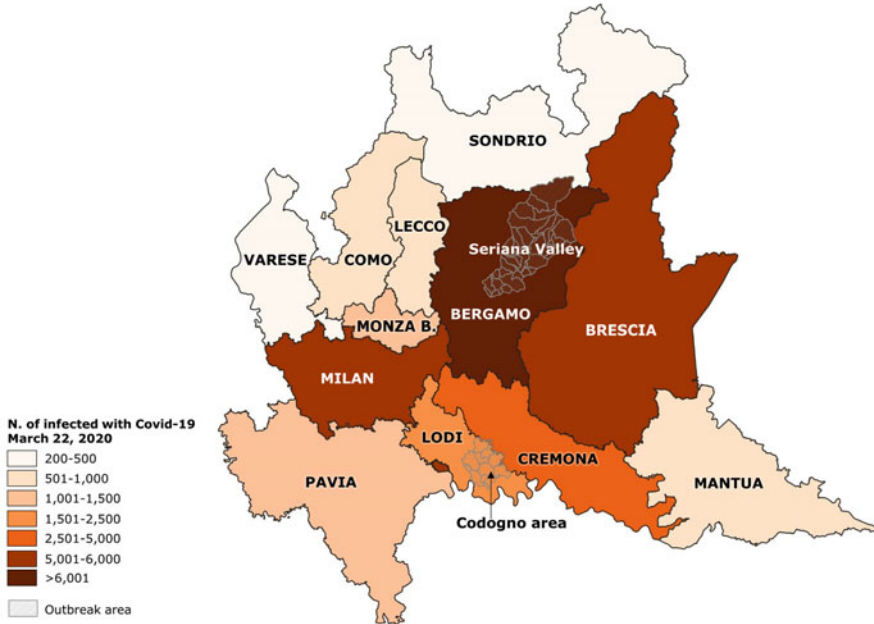 SONDRIO
LECCO
Seriana Valley
VARESE
COMO
BERGAMO
MONZA B.
BRESCIA
MILAN
N. of infected with Covid-19
March 22, 2020
200-500
501-1,000
1,001-1,500
1,501-2,500
2,501-5,000
5,001-6,000
>6,001
Outbreak area
LODI
CREMONA
PAVIA
MANTUA
Codogno area